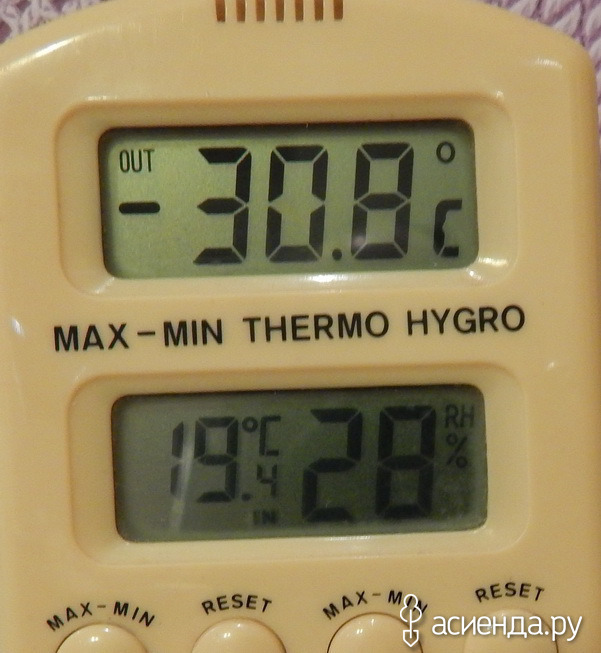 OUT
-30.8°C
MAX-MIN THERMO HYGRO
19.4°C IN 28 RH %
MAX-MIN RESET MAX-MIN RESET
асиенда.ру